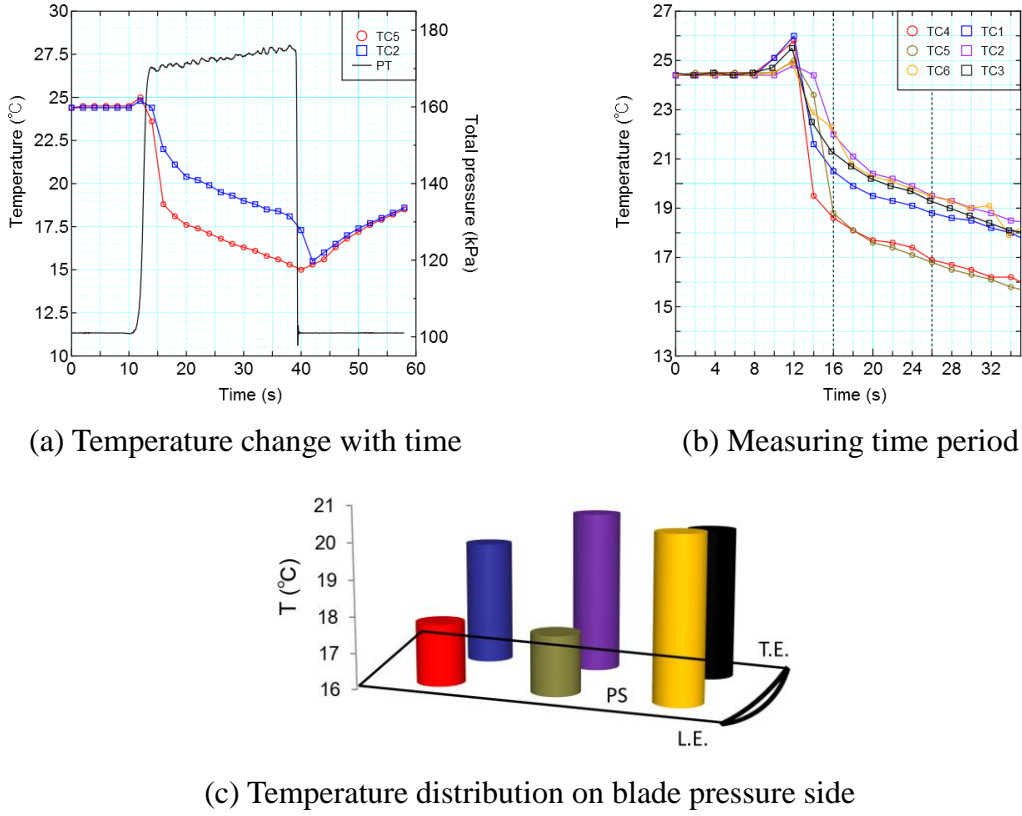 30
27.5
25
22.5
20
17.5
15
12.5
10
Temperature (℃)
0 10 20 30 40 50 60
Time (s)
180
160
140
120
100
Total pressure (kPa)
TC5
TC2
PT
27
25
23
21
19
17
15
13
Temperature (℃)
0 4 8 12 16 20 24 28 32
Time (s)
TC4 TC1
TC5 TC2
TC6 TC3
(a) Temperature change with time
(b) Measuring time period
21
20
19
18
17
16
T (℃)
T.E.
PS
L.E.
(c) Temperature distribution on blade pressure side